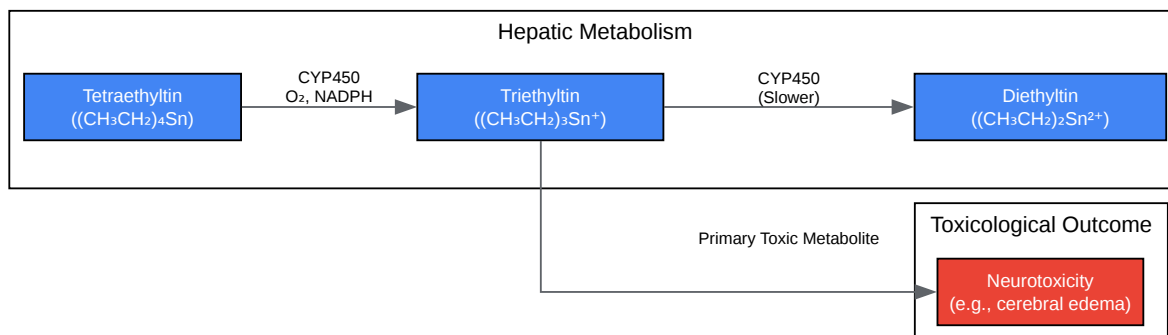 Hepatic Metabolism
Tetraethyltin
((CH₃CH₂)₄Sn)
CYP450
O₂, NADPH
Triethyltin
((CH₃CH₂)₃Sn⁺)
CYP450
(Slower)
Diethyltin
((CH₃CH₂)₂Sn²⁺)
Primary Toxic Metabolite
Toxicological Outcome
Neurotoxicity
(e.g., cerebral edema)